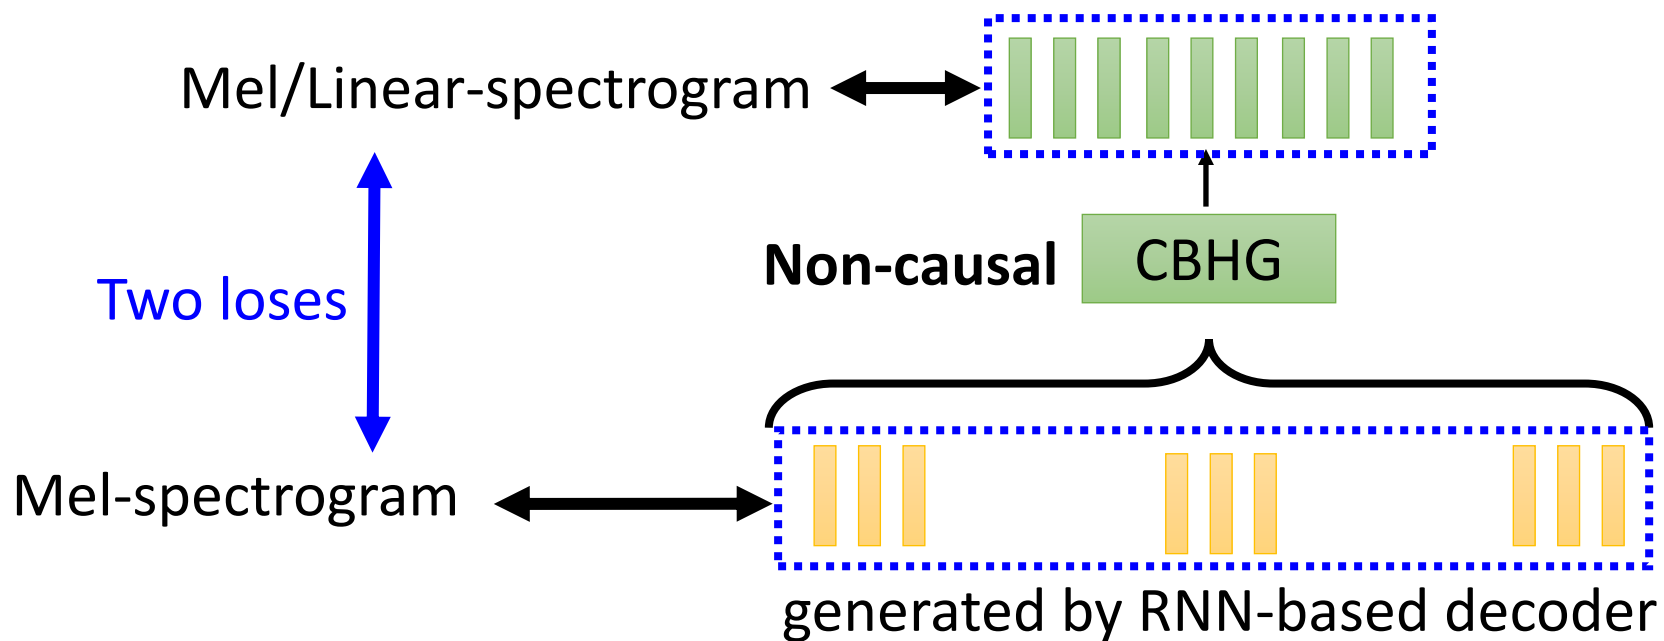 Mel/Linear-spectrogram
Non-causal
CBHG
Two loses
Mel-spectrogram
generated by RNN-based decoder